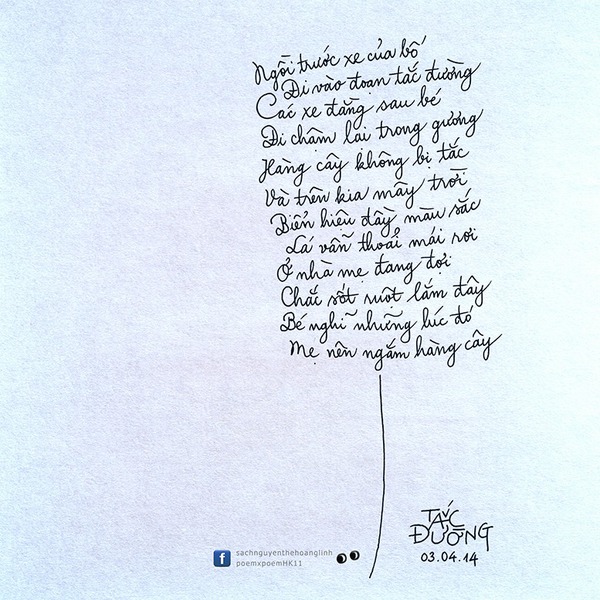 Ngồi trước xe của bố
Đi vào đoạn tắc đường
Các xe đằng sau bé
Đi chậm lại trong gương
Hàng cây không bị tắc
Và trên kia mây trời
Biển hiệu đầy màu sắc
Lá vẫn thoải mái rơi
Ở nhà mẹ đang đợi
Chắc sốt ruột lắm đây
Bé nghĩ những lúc đó
Mẹ nên ngắm hàng cây
TẮC
ĐƯỜNG
03.04.14
f sachnguyenthehoanglinh
poemxpoemHK11